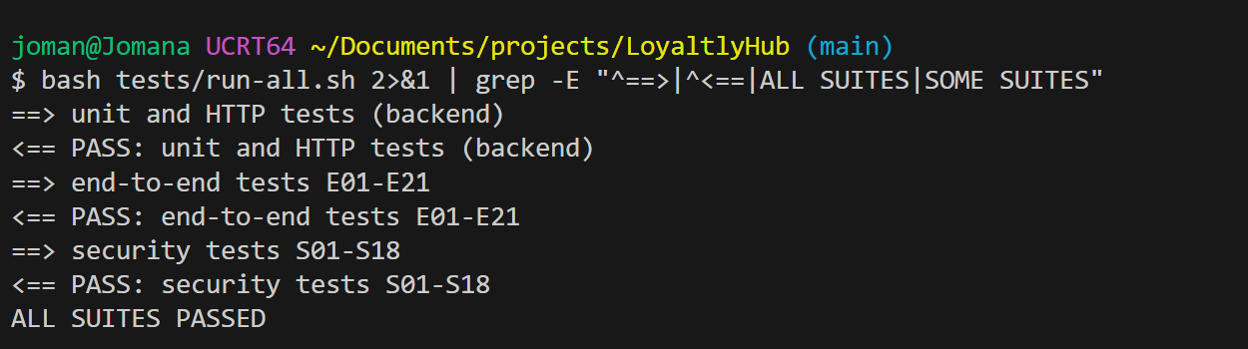 joman@Jomana UCRT64 ~/Documents/projects/LoyaltlyHub (main)
$ bash tests/run-all.sh 2>&1 | grep -E "^==>|^<==|ALL SUITES|SOME SUITES"
==> unit and HTTP tests (backend)
<== PASS: unit and HTTP tests (backend)
==> end-to-end tests E01-E21
<== PASS: end-to-end tests E01-E21
==> security tests S01-S18
<== PASS: security tests S01-S18
ALL SUITES PASSED